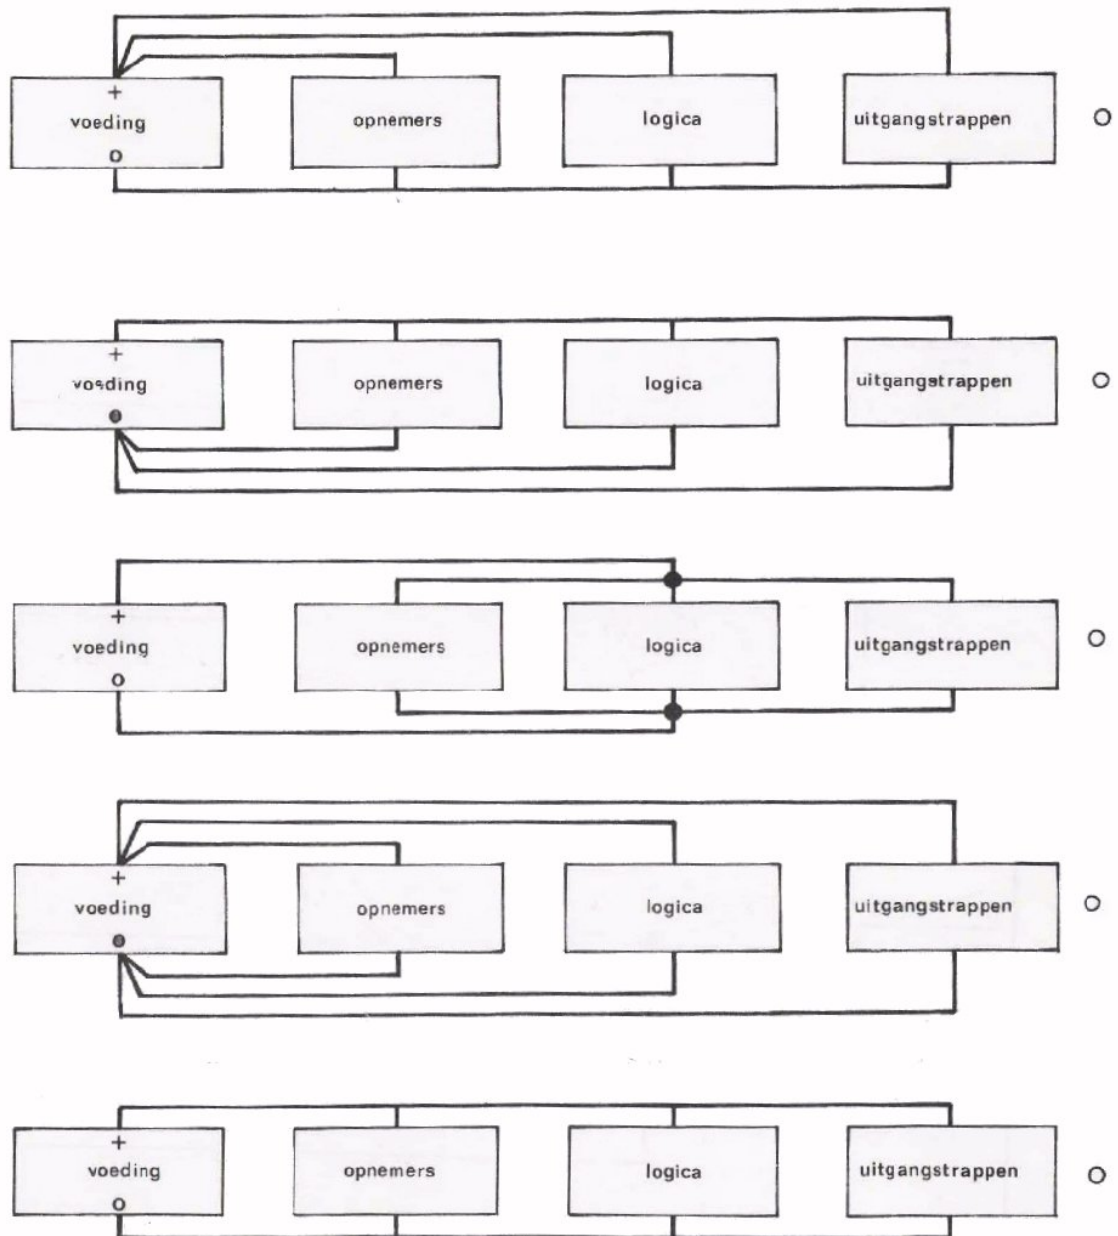 +
voeding opnemers logica uitgangstrappen
o
+
voeding opnemers logica uitgangstrappen
o
+
voeding opnemers logica uitgangstrappen
o
+
voeding opnemers logica uitgangstrappen
o
+
voeding opnemers logica uitgangstrappen
o